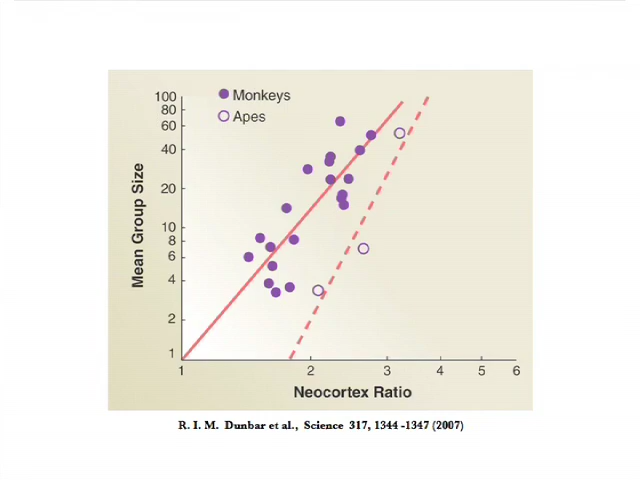 Monkeys
Apes
100
80
60
40
20
10
8
6
4
2
1
Mean Group Size
1 2 3 4 5 6
Neocortex Ratio
R. I. M. Dunbar et al., Science 317, 1344 -1347 (2007)